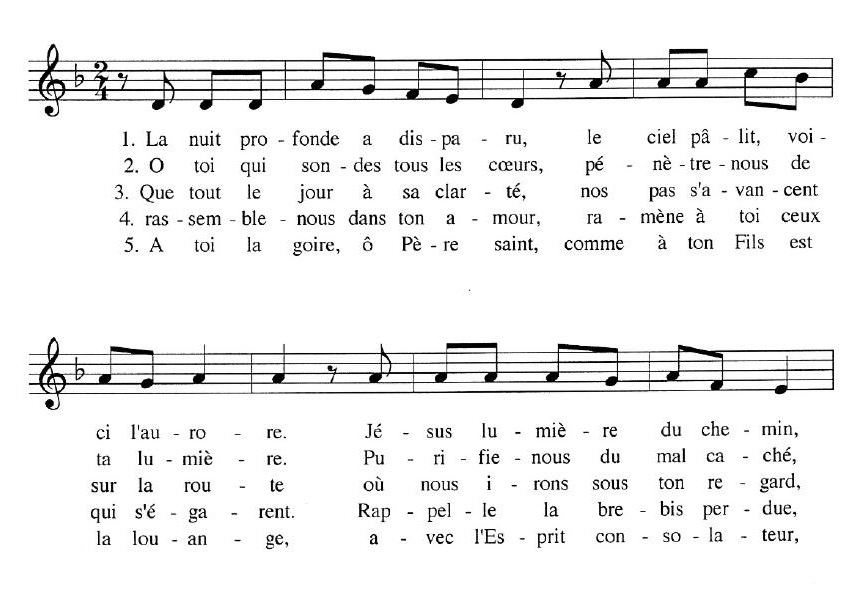 2 4
1. La nuit pro - fonde a dis - pa - ru, le ciel pâ - lit, voi -
2. O toi qui son - des tous les cœurs, pé - nè - tre - nous de
3. Que tout le jour à sa clar - té, nos pas s'a - van - cent
4. ras - sem - ble - nous dans ton a - mour, ra - mène à toi ceux
5. A toi la goire, ô Pè - re saint, comme à ton Fils est
ci l'au - ro - re. Jé - sus lu - miè - re du che - min,
ta lu - miè - re. Pu - ri - fie - nous du mal ca - ché,
sur la rou - te où nous i - rons sous ton re - gard,
qui s'é - ga - rent. Rap - pel - le la bre - bis per - due,
la lou - an - ge, a - vec l'Es - prit con - so - la - teur,